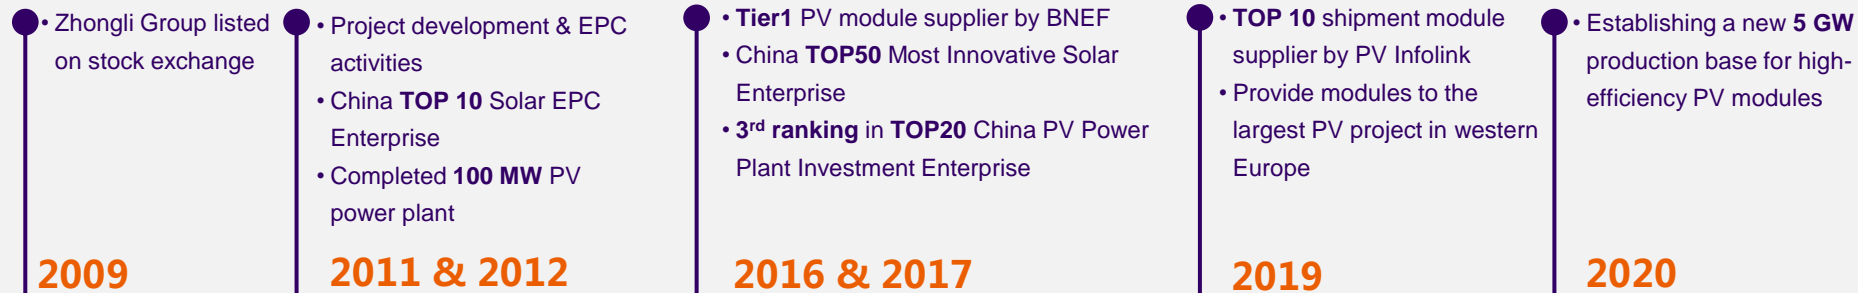 • Zhongli Group listed
on stock exchange
2009
• Project development & EPC
activities
• China TOP 10 Solar EPC
Enterprise
• Completed 100 MW PV
power plant
2011 & 2012
• Tier1 PV module supplier by BNEF
• China TOP50 Most Innovative Solar
Enterprise
• 3rd ranking in TOP20 China PV Power
Plant Investment Enterprise
2016 & 2017
• TOP 10 shipment module
supplier by PV Infolink
• Provide modules to the
largest PV project in western
Europe
2019
• Establishing a new 5 GW
production base for high-
efficiency PV modules
2020